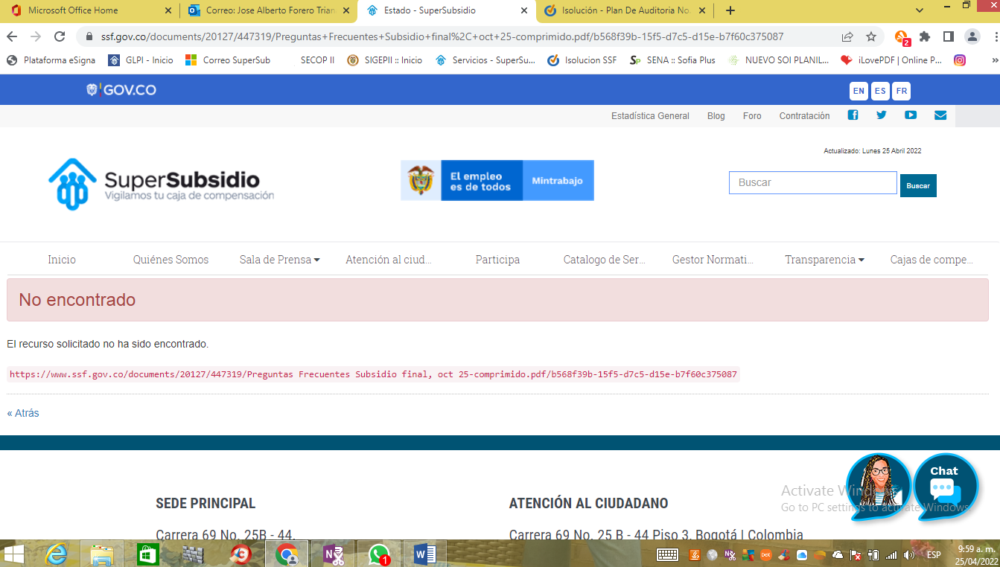 Microsoft Office Home
Correo: Jose Alberto Forero Trian
Estado - SuperSubsidio
Isolución - Plan De Auditoria No.
ssf.gov.co/documents/20127/447319/Preguntas+Frecuentes+Subsidio+final%2C+oct+25-comprimido.pdf/b568f39b-15f5-d7c5-d15e-b7f60c375087
2
Plataforma eSigna
GLPI - Inicio
Correo SuperSub
SECOP II
SIGEPII :: Inicio
Servicios - SuperSu...
Isolucion SSF
SENA :: Sofia Plus
NUEVO SOI PLANIL...
iLovePDF | Online P...
»
GOV.CO
EN ES FR
Estadística General Blog Foro Contratación
Actualizado: Lunes 25 Abril 2022
SuperSubsidio
Vigilamos tu caja de compensación
El empleo
es de todos
Mintrabajo
Buscar
Buscar
Inicio Quiénes Somos Sala de Prensa Atención al ciud... Participa Catalogo de Ser... Gestor Normati... Transparencia Cajas de compe...
No encontrado
El recurso solicitado no ha sido encontrado.
https://www.ssf.gov.co/documents/20127/447319/Preguntas Frecuentes Subsidio final, oct 25-comprimido.pdf/b568f39b-15f5-d7c5-d15e-b7f60c375087
« Atrás
Chat
Activate Windows
Go to PC settings to activate Windows.
SEDE PRINCIPAL
ATENCIÓN AL CIUDADANO
Carrera 69 No. 25B - 44.
Carrera 69 No. 25 B - 44 Piso 3. Bogotá | Colombia
1
ESP
9:59 a. m.
25/04/2022